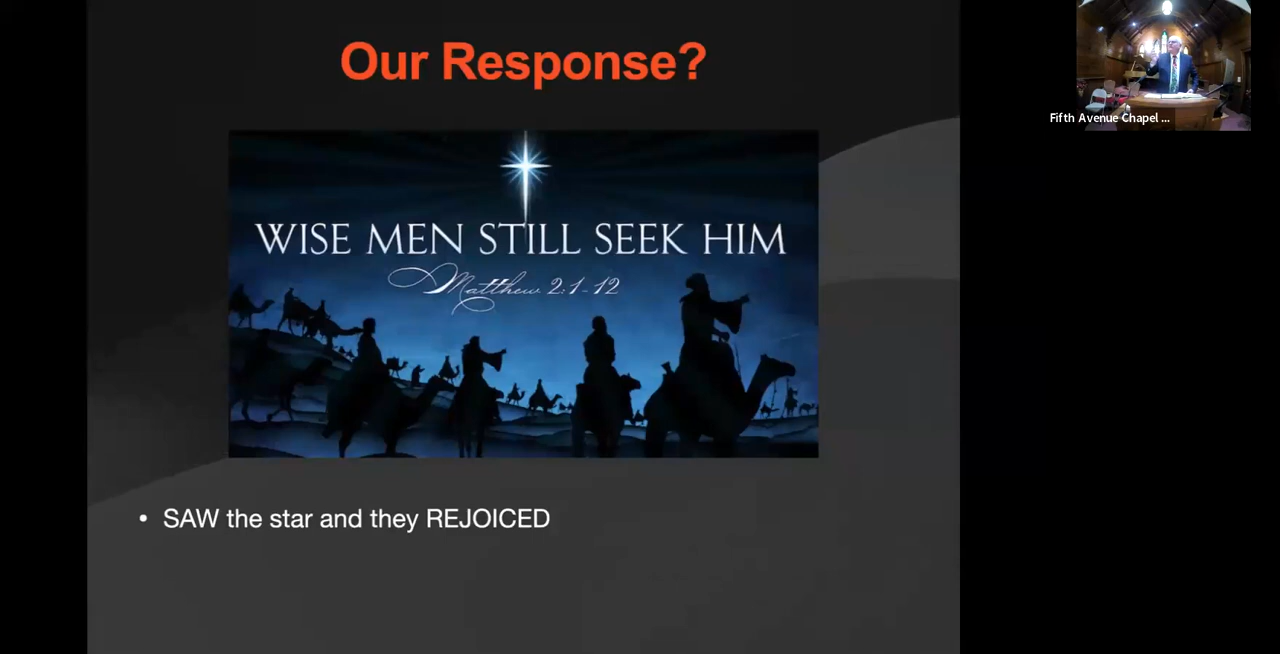 Our Response?
WISE MEN STILL SEEK HIM
Matthew 2:1-12
• SAW the star and they REJOICED
Fifth Avenue Chapel ...